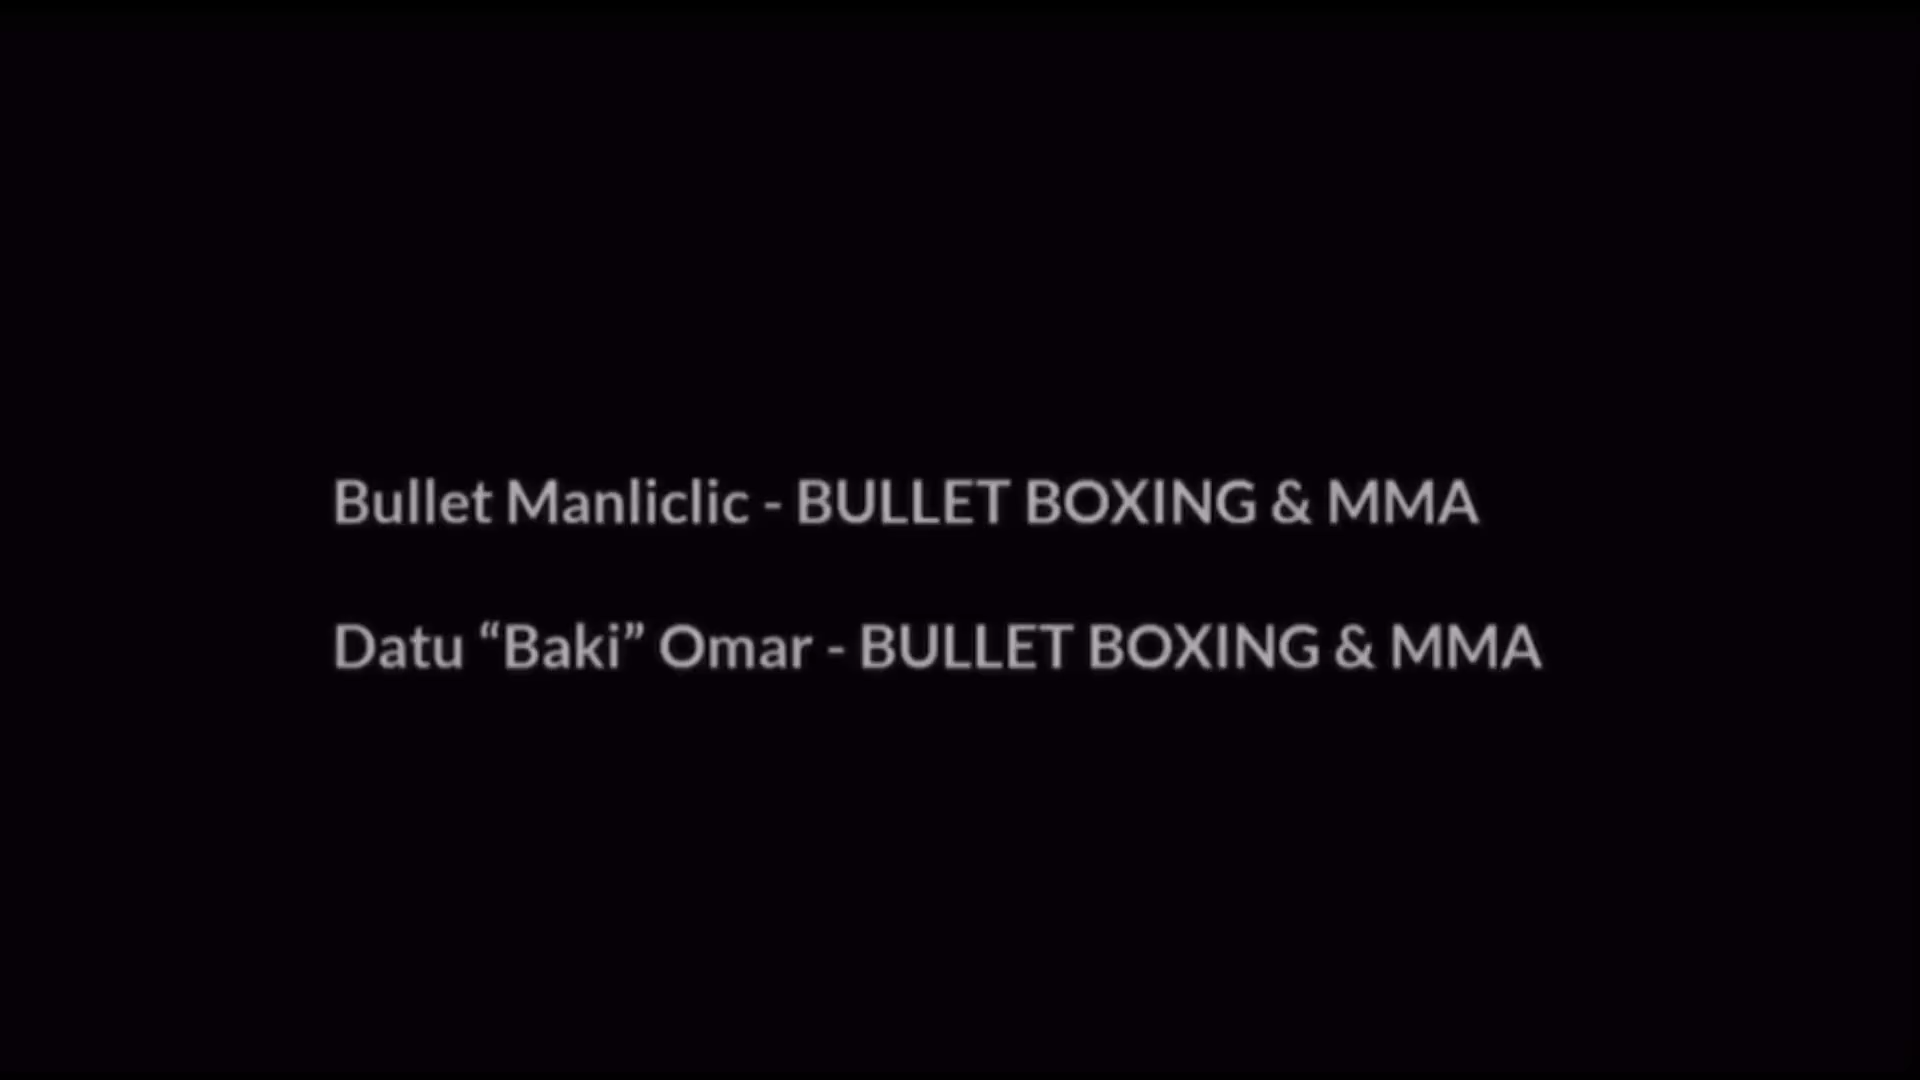 Bullet Manliclic - BULLET BOXING & MMA
Datu “Baki” Omar - BULLET BOXING & MMA